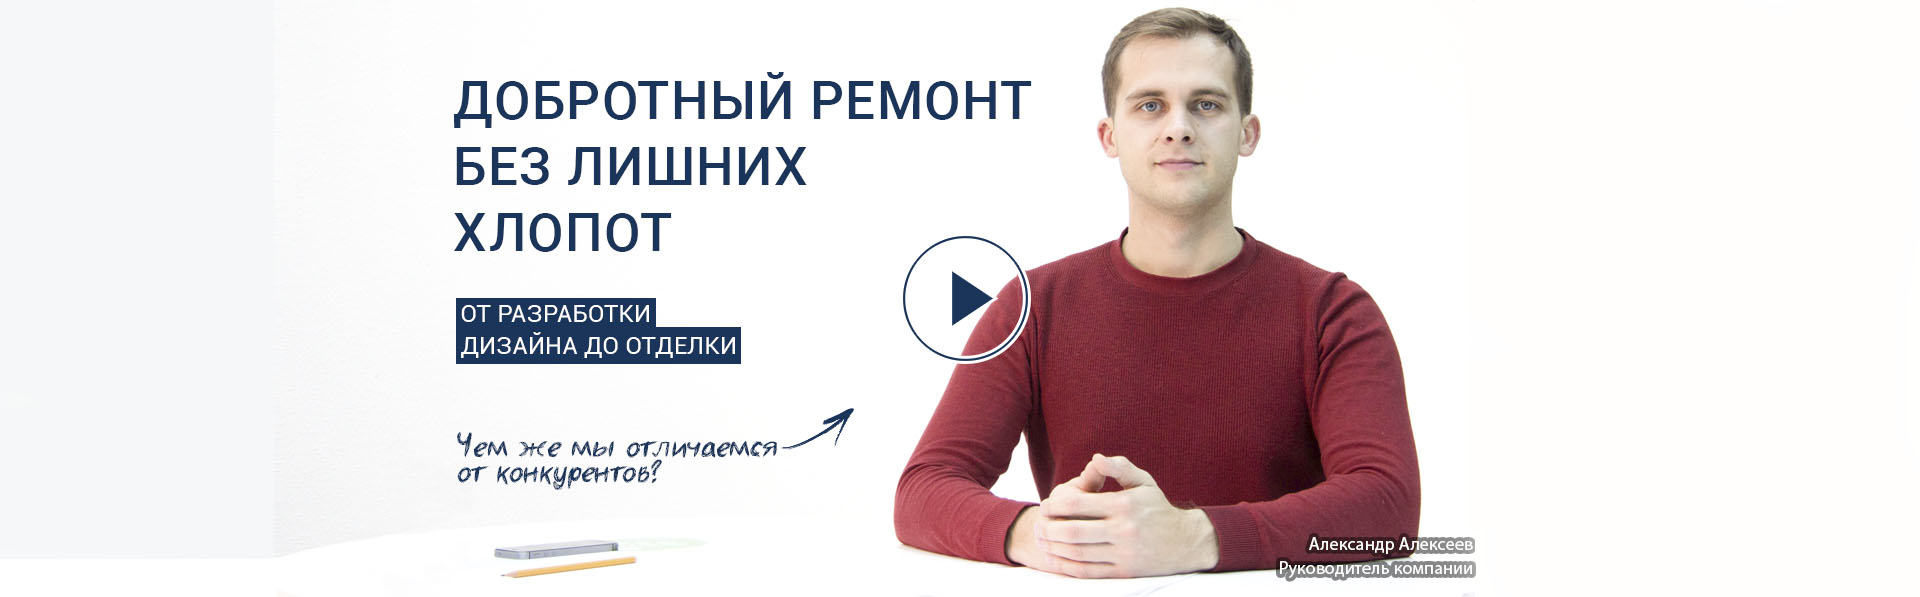 ДОБРОТНЫЙ РЕМОНТ
БЕЗ ЛИШНИХ
ХЛОПОТ
ОТ РАЗРАБОТКИ
ДИЗАЙНА ДО ОТДЕЛКИ
Чем же мы отличаемся
от конкурентов?
Александр Алексеев
Руководитель компании